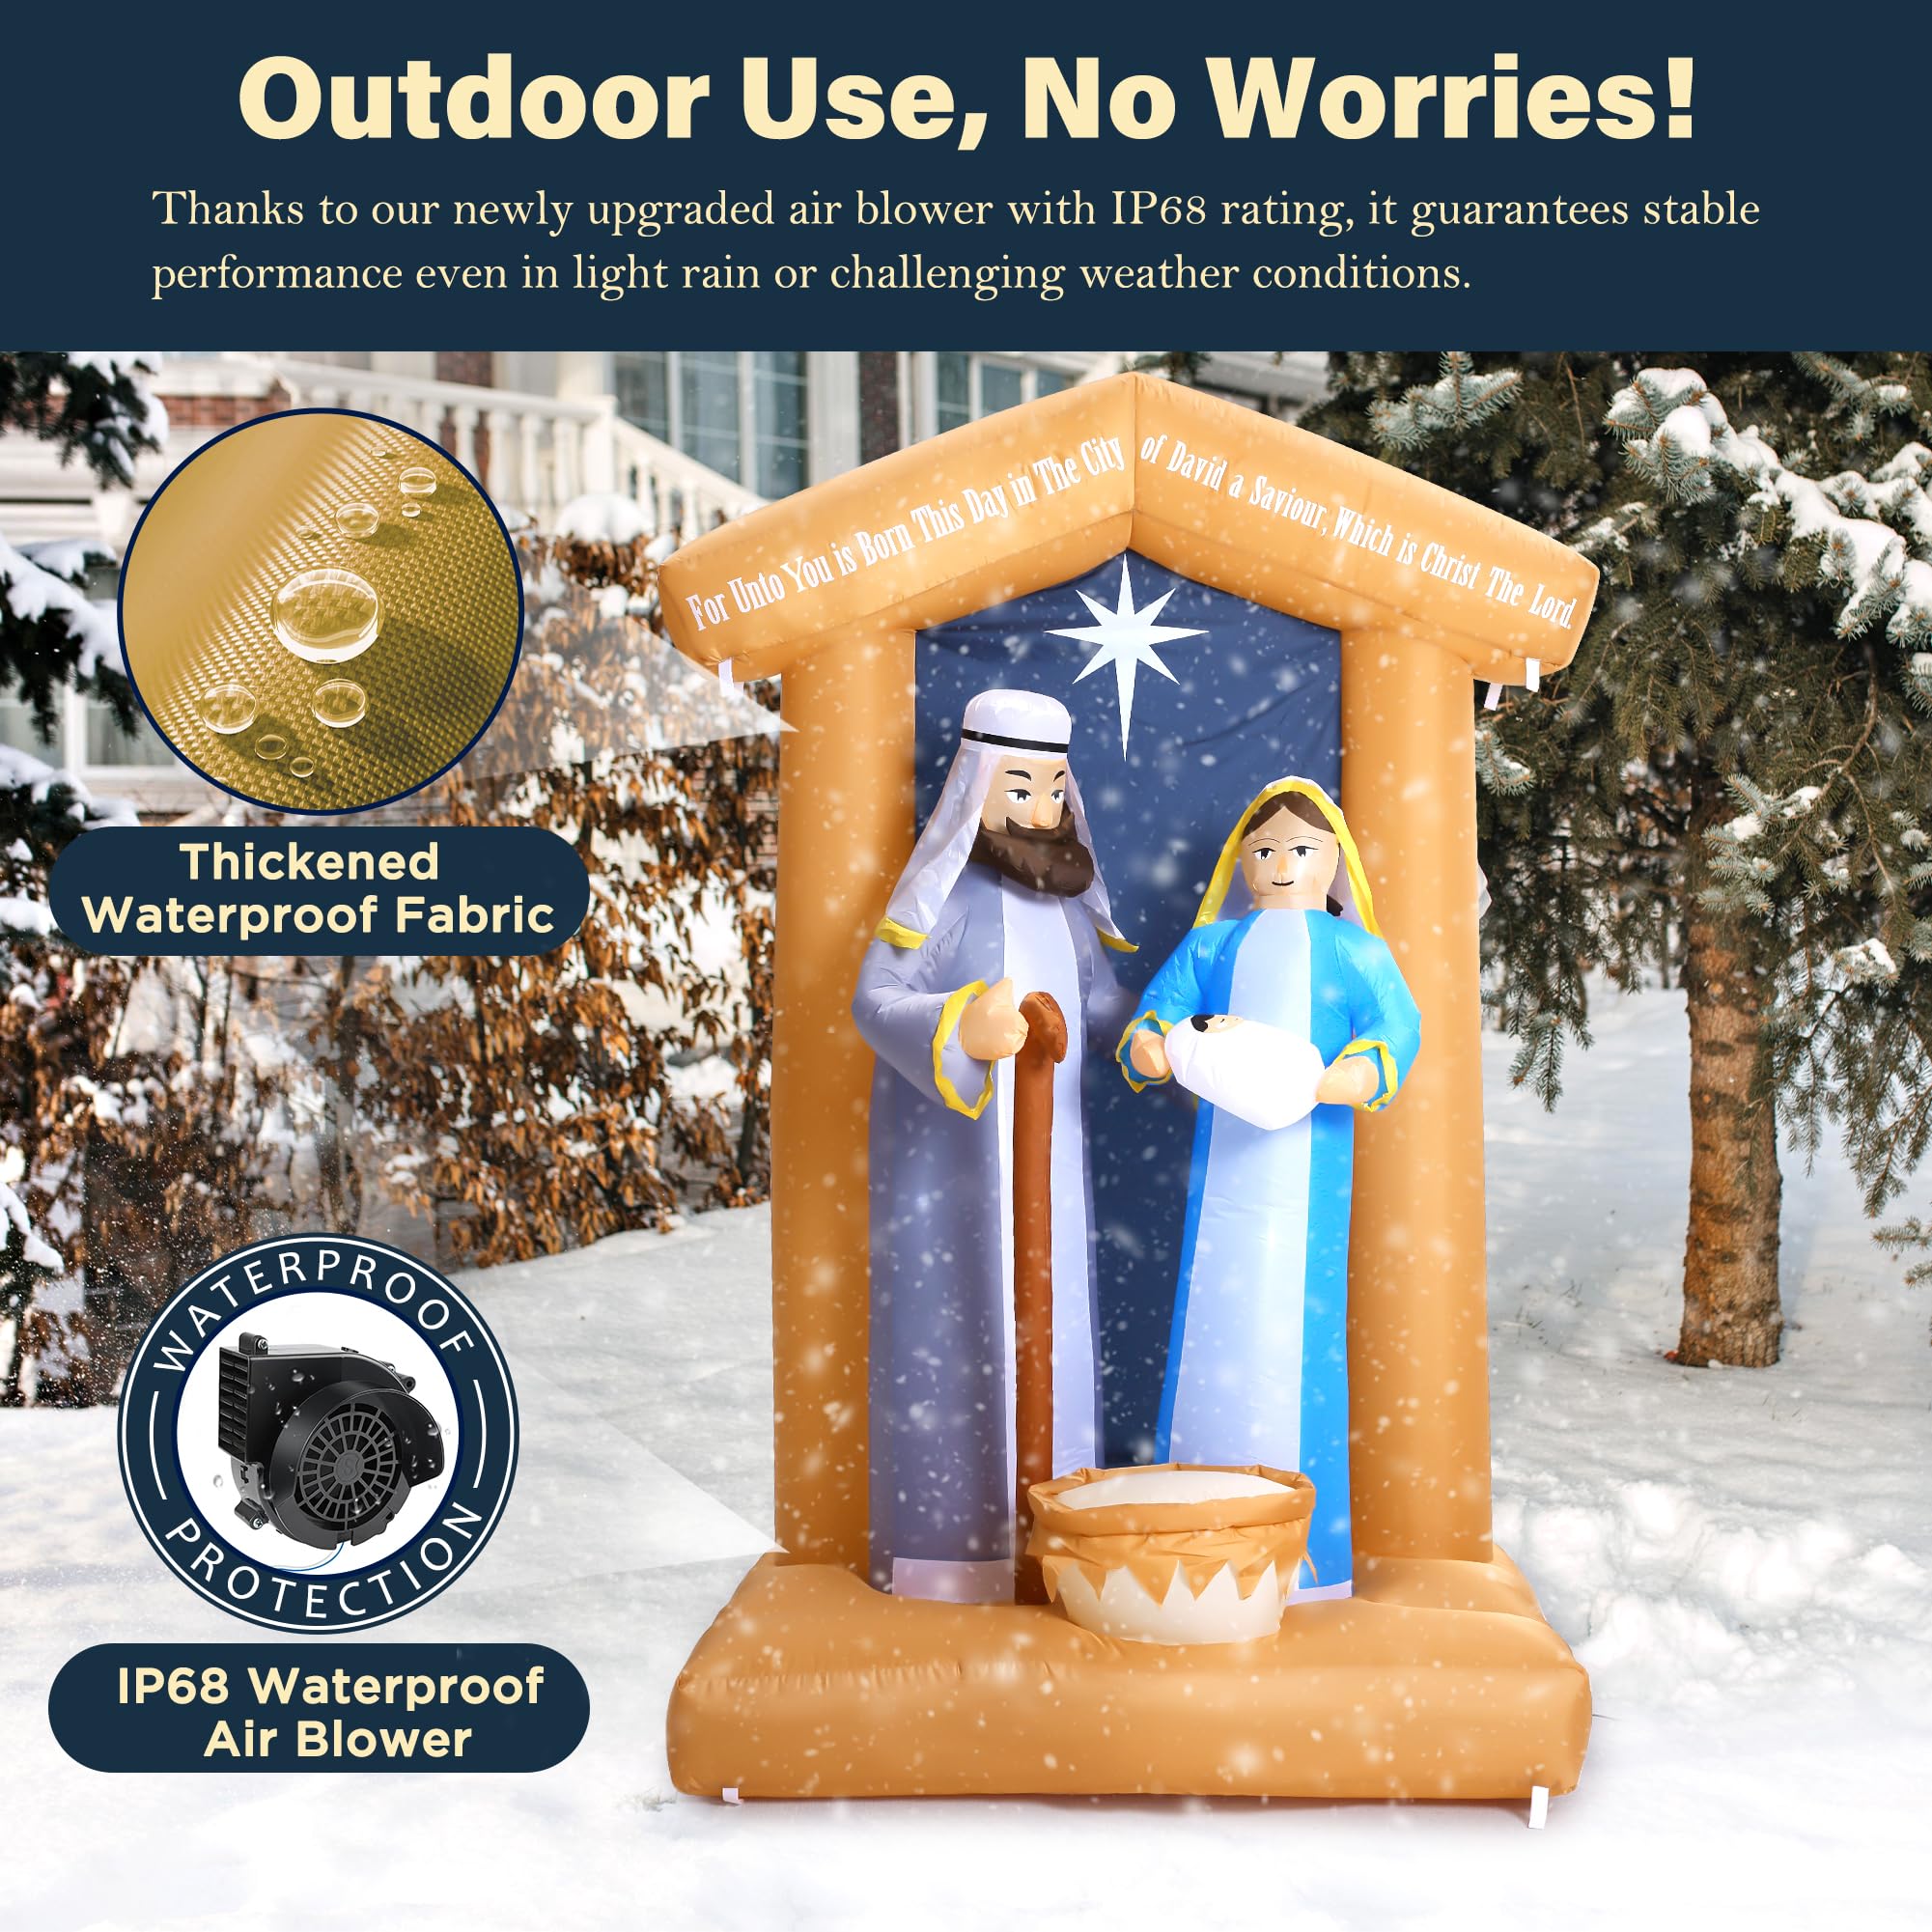 Outdoor Use, No Worries!
Thanks to our newly upgraded air blower with IP68 rating, it guarantees stable
performance even in light rain or challenging weather conditions.
For Unto You is Born This Day in The City of David a Saviour, Which is Christ The Lord.
Thickened
Waterproof Fabric
WATERPROOF
PROTECTION
IP68 Waterproof
Air Blower